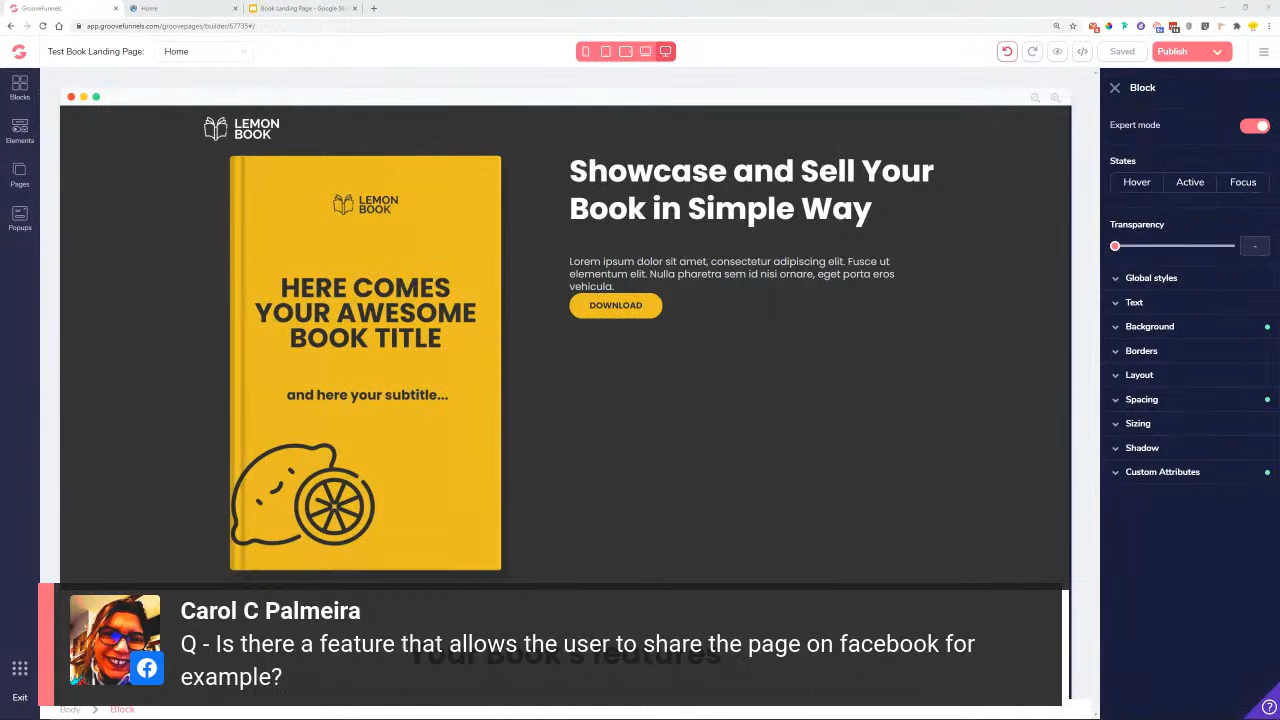 GrooveFunnels
Home
Book Landing Page - Google Sli
app.groovefunnels.com/groovepages/builder/67735#/
Test Book Landing Page:
Home
Saved
Publish
Blocks
Elements
Pages
Popups
Exit
LEMON
BOOK
LEMON
BOOK
HERE COMES
YOUR AWESOME
BOOK TITLE
and here your subtitle...
Showcase and Sell Your
Book in Simple Way
Lorem ipsum dolor sit amet, consectetur adipiscing elit. Fusce ut
elementum elit. Nulla pharetra sem id nisi ornare, eget porta eros
vehicula.
DOWNLOAD
Block
Expert mode
States
Hover
Active
Focus
Transparency
-
Global styles
Text
Background
Borders
Layout
Spacing
Sizing
Shadow
Custom Attributes
Your Book's features
Carol C Palmeira
Q - Is there a feature that allows the user to share the page on facebook for
example?
Body
Block